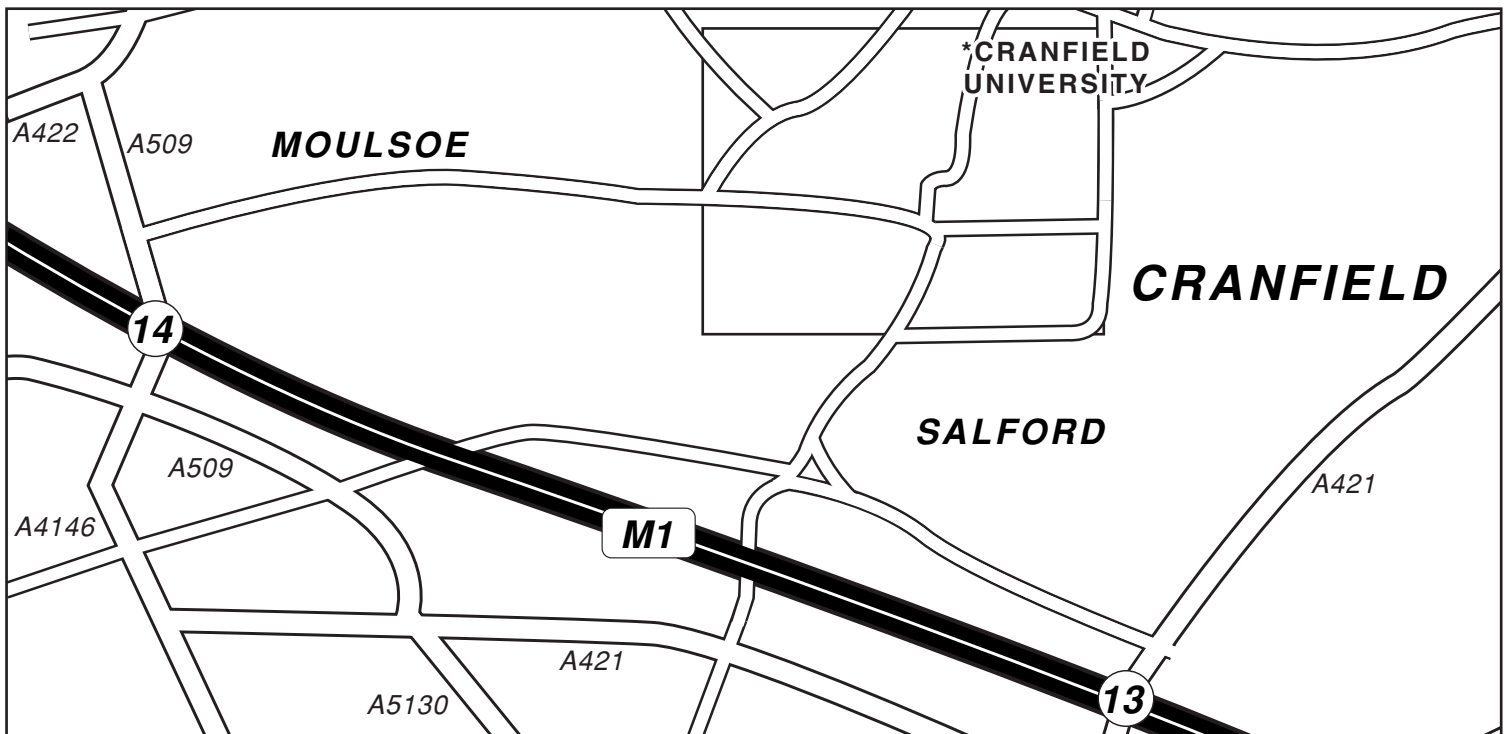 *CRANFIELD
UNIVERSITY
A422
A509
MOULSOE
CRANFIELD
14
SALFORD
A509
A421
A4146
M1
A421
A5130
13